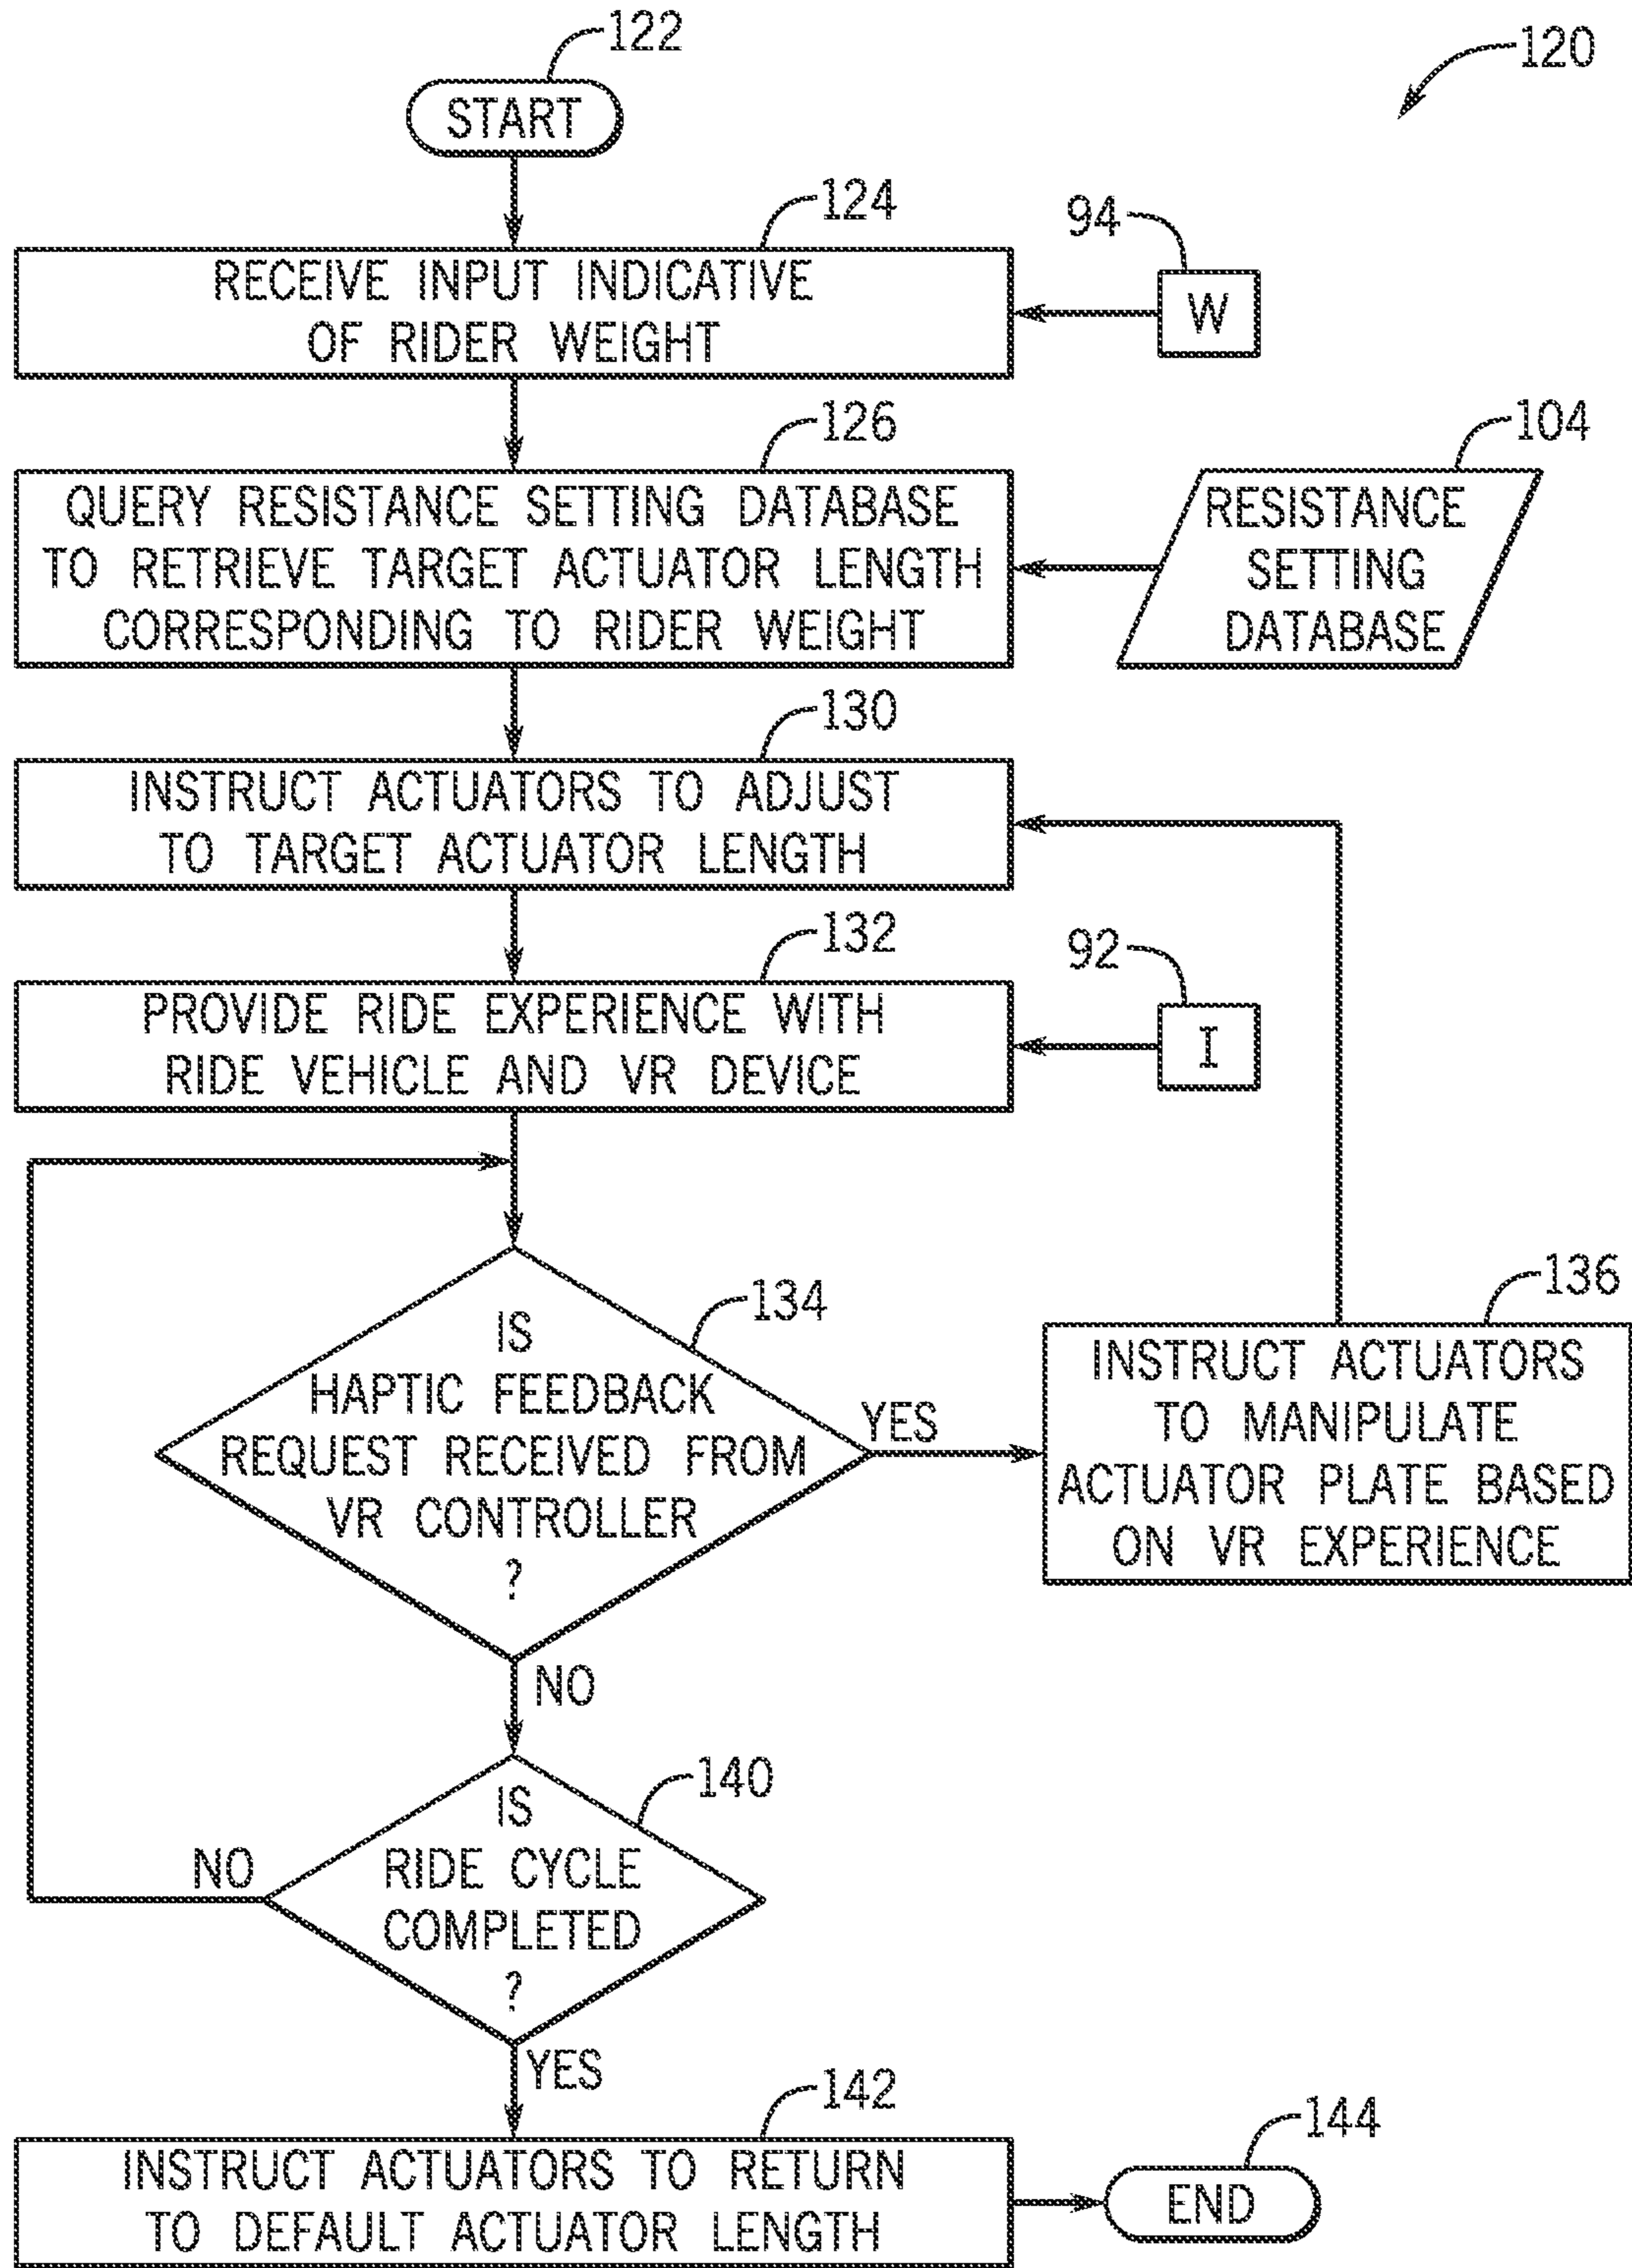 122
120
START
124
94
RECEIVE INPUT INDICATIVE
OF RIDER WEIGHT
W
126
104
QUERY RESISTANCE SETTING DATABASE
TO RETRIEVE TARGET ACTUATOR LENGTH
CORRESPONDING TO RIDER WEIGHT
RESISTANCE
SETTING
DATABASE
130
INSTRUCT ACTUATORS TO ADJUST
TO TARGET ACTUATOR LENGTH
132
92
PROVIDE RIDE EXPERIENCE WITH
RIDE VEHICLE AND VR DEVICE
I
134
IS
HAPTIC FEEDBACK
REQUEST RECEIVED FROM
VR CONTROLLER
?
YES
136
INSTRUCT ACTUATORS
TO MANIPULATE
ACTUATOR PLATE BASED
ON VR EXPERIENCE
NO
140
IS
RIDE CYCLE
COMPLETED
?
NO
YES
142
144
INSTRUCT ACTUATORS TO RETURN
TO DEFAULT ACTUATOR LENGTH
END